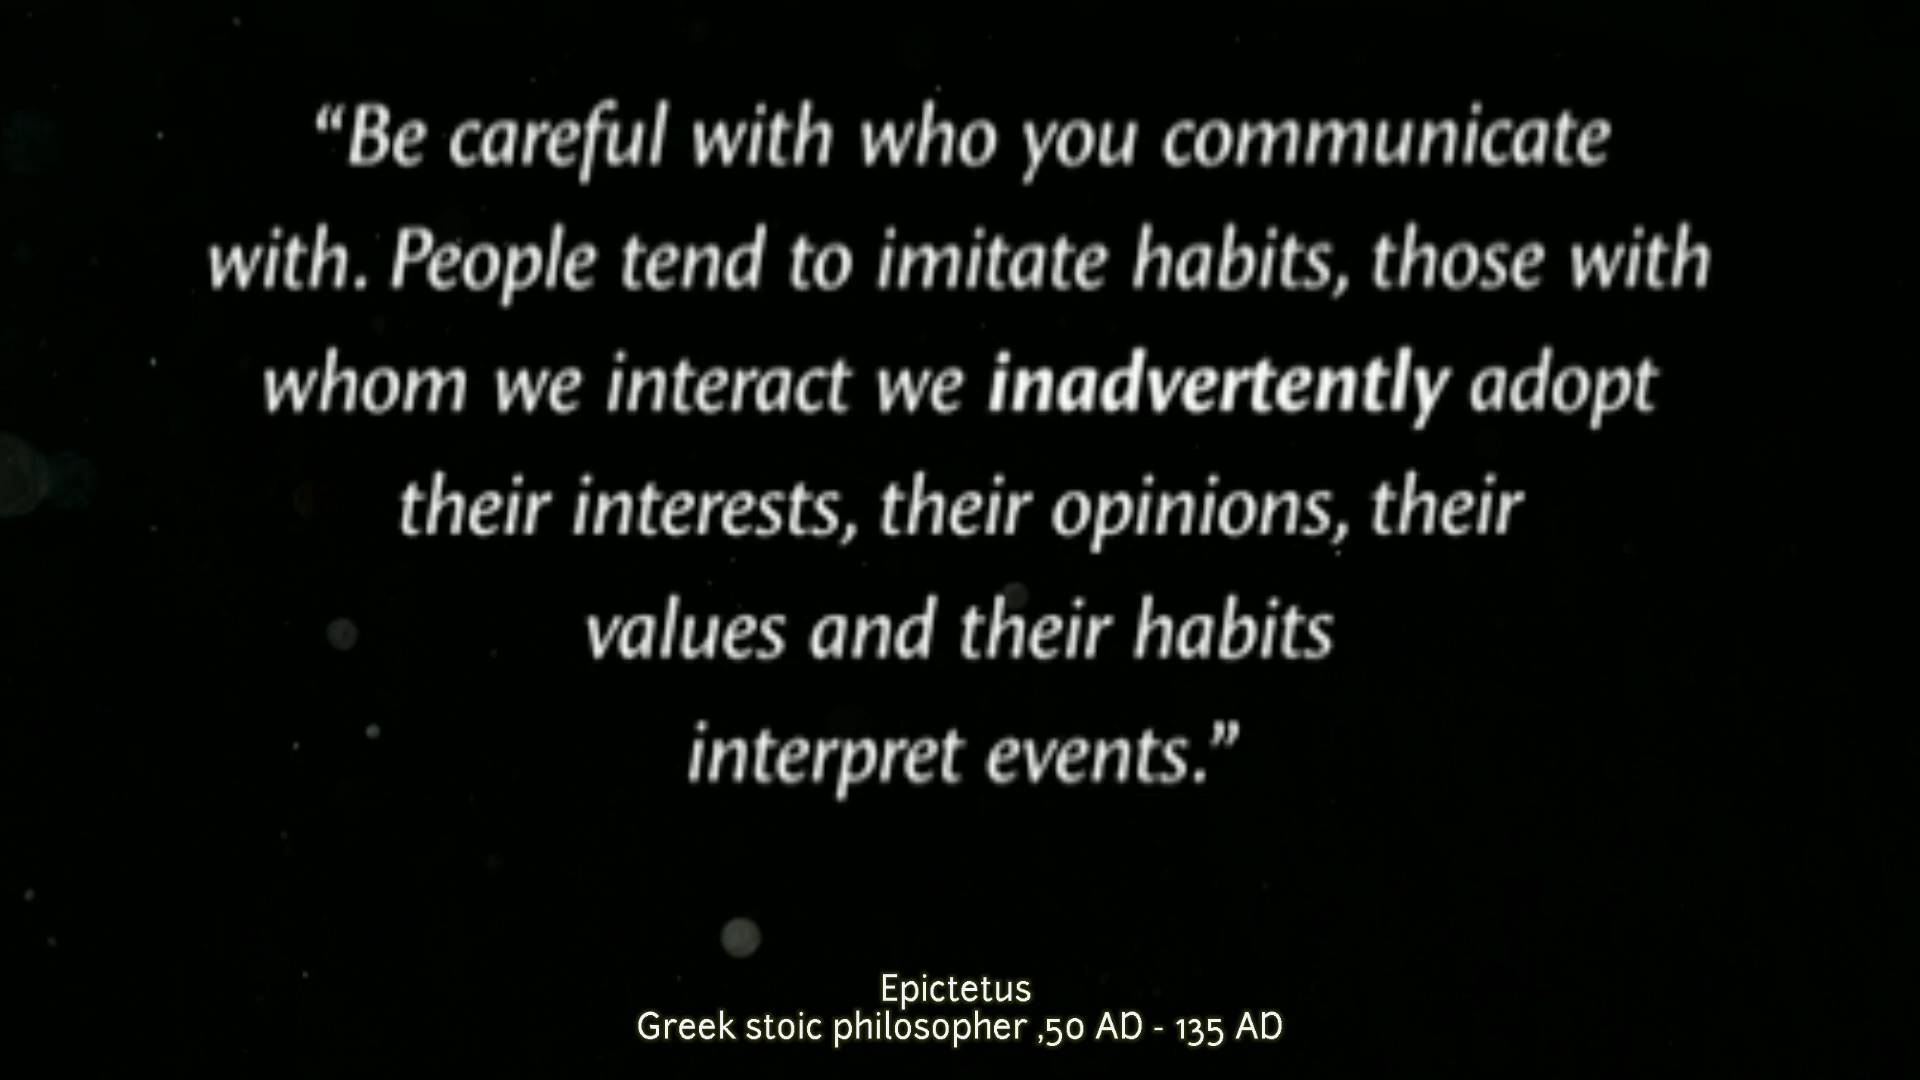 “Be careful with who you communicate
with. People tend to imitate habits, those with
whom we interact we inadvertently adopt
their interests, their opinions, their
values and their habits
interpret events.”
Epictetus
Greek stoic philosopher ,50 AD - 135 AD